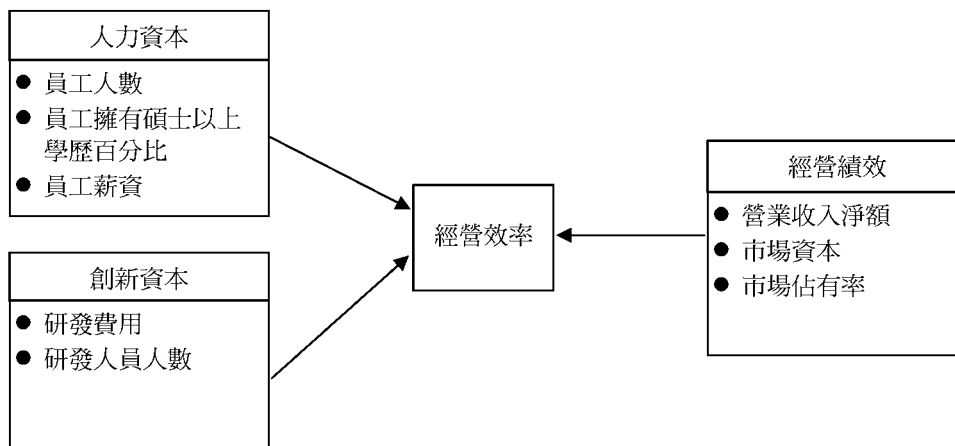 人力資本
● 員工人數
● 員工擁有碩士以上
學歷百分比
● 員工薪資
創新資本
● 研發費用
● 研發人員人數
經營效率
經營績效
● 營業收入淨額
● 市場資本
● 市場佔有率